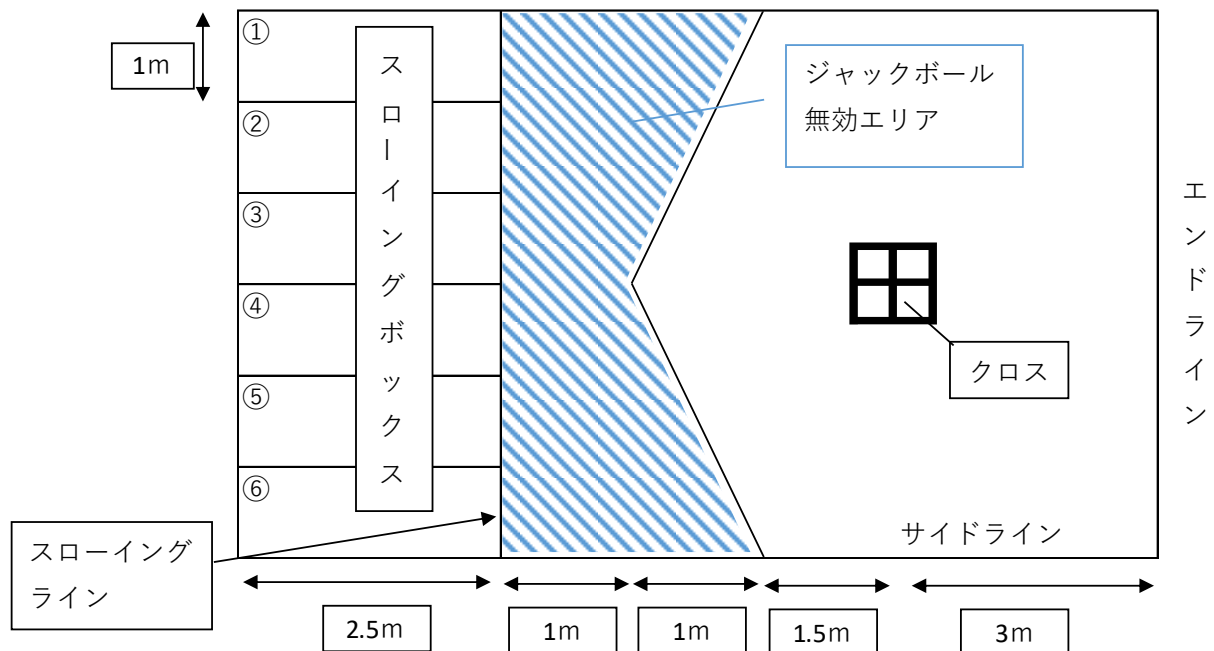 ①
②
③
④
⑤
⑥
1m
スローイングボックス
ジャックボール
無効エリア
クロス
エンドライン
サイドライン
スローイング
ライン
2.5m
1m
1m
1.5m
3m